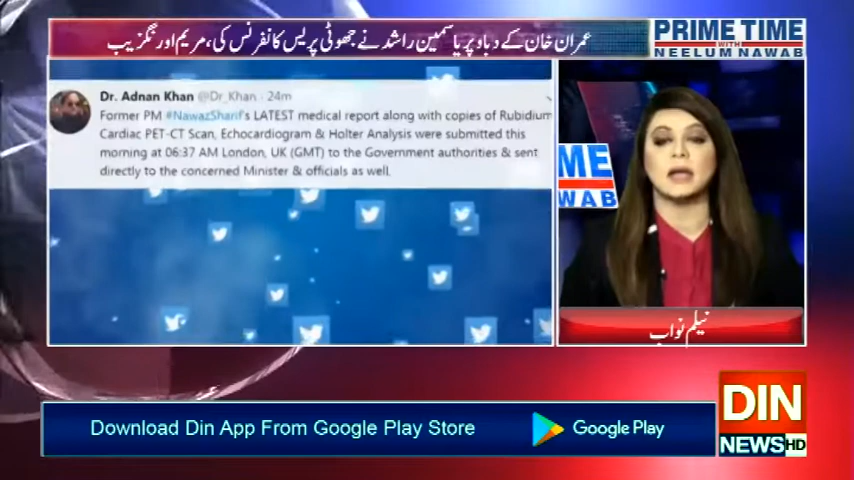 عمران خان کے دباو پر یاسمین راشد نے جھوٹی پریس کانفرنس کی، مریم اورنگزیب
PRIME TIME
WITH
NEELUM NAWAB
Dr. Adnan Khan @Dr_Khan · 24m
Former PM #NawazSharif's LATEST medical report along with copies of Rubidium
Cardiac PET-CT Scan, Echocardiogram & Holter Analysis were submitted this
morning at 06:37 AM London, UK (GMT) to the Government authorities & sent
directly to the concerned Minister & officials as well.
ME
WAB
نیلم نواب
Download Din App From Google Play Store
Google Play
DIN
NEWS HD